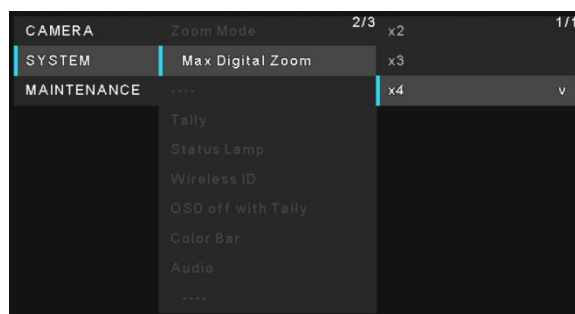 CAMERA
SYSTEM
MAINTENANCE
Zoom Mode 2/3
Max Digital Zoom
----
Tally
Status Lamp
Wireless ID
OSD off with Tally
Color Bar
Audio
----
x2 1/1
x3
x4 v